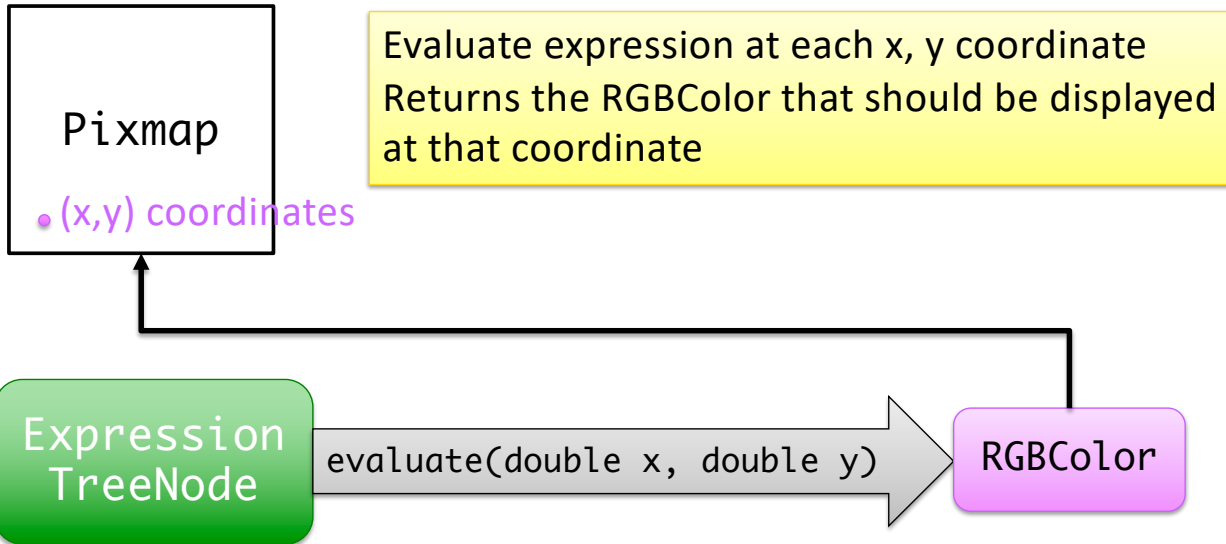 Pixmap
(x,y) coordinates
Evaluate expression at each x, y coordinate
Returns the RGBColor that should be displayed
at that coordinate
Expression
TreeNode
evaluate(double x, double y)
RGBColor